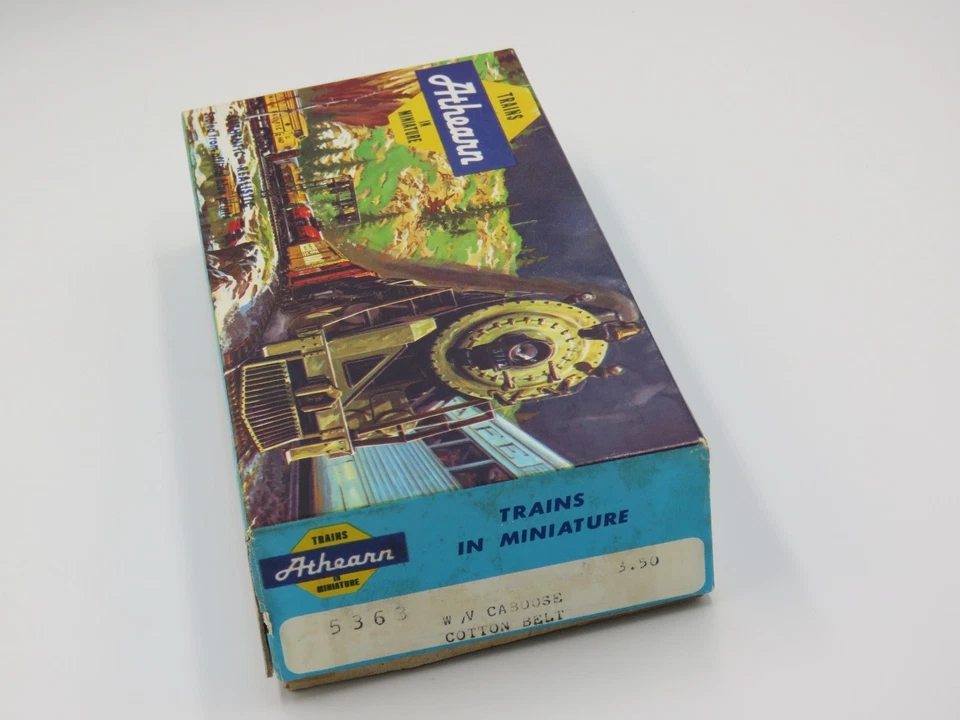 TRAINS
Athearn
IN
MINIATURE
TRAINS
IN MINIATURE
TRAINS
Athearn
IN
MINIATURE
5363
W/V CABOOSE
COTTON BELT
3.50